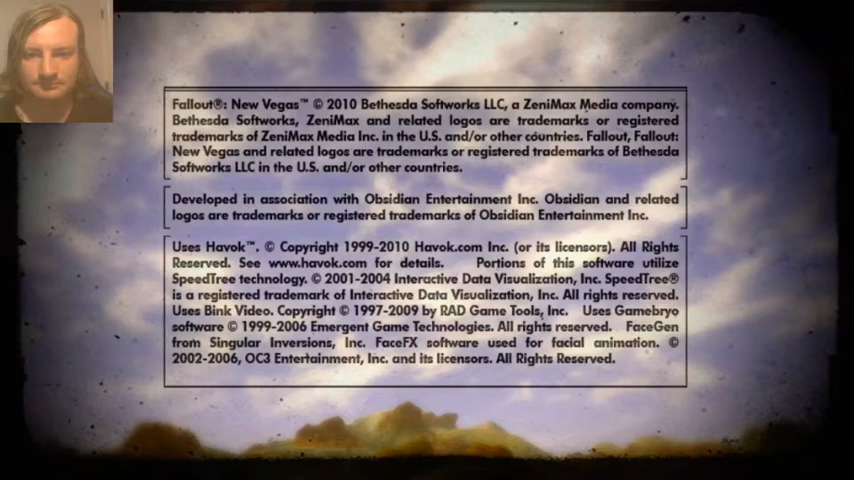 Fallout®: New Vegas™ © 2010 Bethesda Softworks LLC, a ZeniMax Media company.
Bethesda Softworks, ZeniMax and related logos are trademarks or registered
trademarks of ZeniMax Media Inc. in the U.S. and/or other countries. Fallout, Fallout:
New Vegas and related logos are trademarks or registered trademarks of Bethesda
Softworks LLC in the U.S. and/or other countries.
Developed in association with Obsidian Entertainment Inc. Obsidian and related
logos are trademarks or registered trademarks of Obsidian Entertainment Inc.
Uses Havok™. © Copyright 1999-2010 Havok.com Inc. (or its licensors). All Rights
Reserved. See www.havok.com for details. Portions of this software utilize
SpeedTree technology. © 2001-2004 Interactive Data Visualization, Inc. SpeedTree®
is a registered trademark of Interactive Data Visualization, Inc. All rights reserved.
Uses Bink Video. Copyright © 1997-2009 by RAD Game Tools, Inc. Uses Gamebryo
software © 1999-2006 Emergent Game Technologies. All rights reserved. FaceGen
from Singular Inversions, Inc. FaceFX software used for facial animation. ©
2002-2006, OC3 Entertainment, Inc. and its licensors. All Rights Reserved.